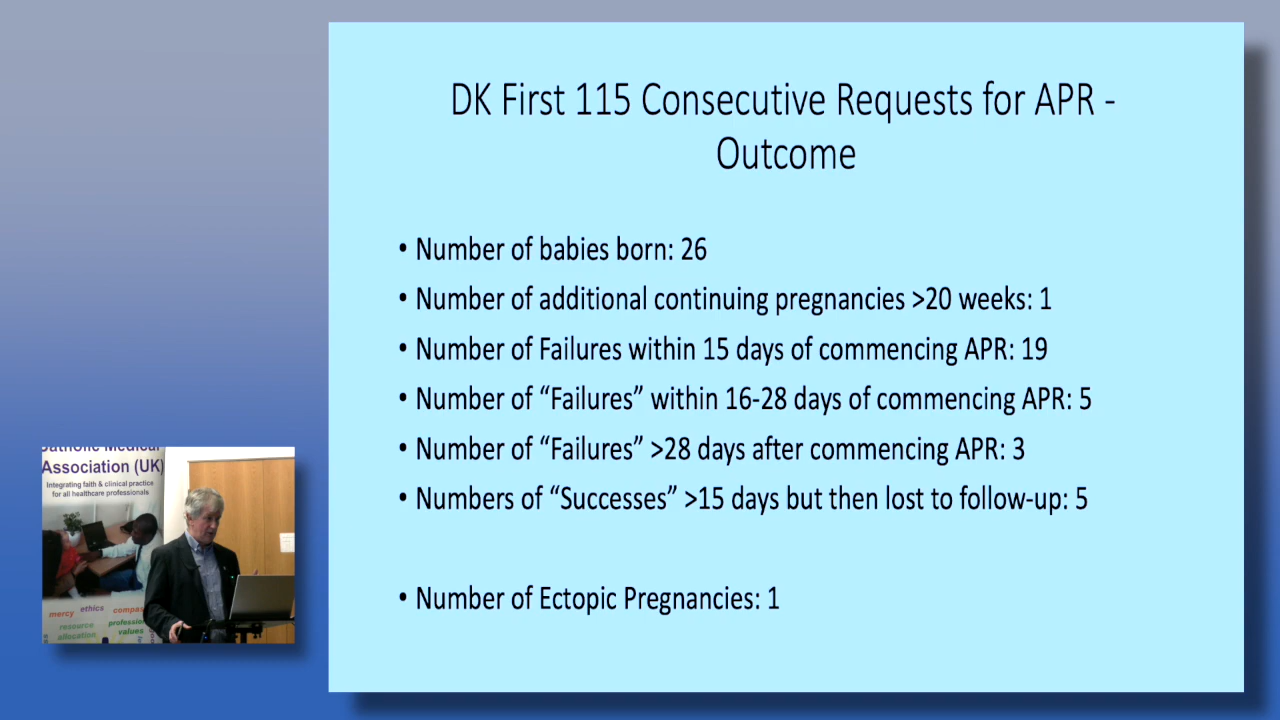 DK First 115 Consecutive Requests for APR -
Outcome
• Number of babies born: 26
• Number of additional continuing pregnancies >20 weeks: 1
• Number of Failures within 15 days of commencing APR: 19
• Number of “Failures” within 16-28 days of commencing APR: 5
• Number of “Failures” >28 days after commencing APR: 3
• Numbers of “Successes” >15 days but then lost to follow-up: 5
• Number of Ectopic Pregnancies: 1
Catholic Medical
Association (UK)
Integrating faith & clinical practice
for all healthcare professionals
mercy ethics
resource
allocation
values